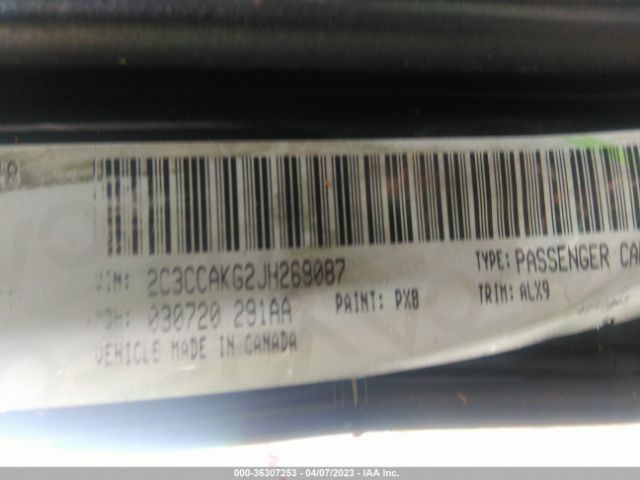 VIN: 2C3CCAKG2JH269087
TYPE: PASSENGER CA
MDH: 030720 291AA
PAINT: PX8
TRIM: ALX9
VEHICLE MADE IN CANADA
000-36307253 - 04/07/2023 - IAA Inc.